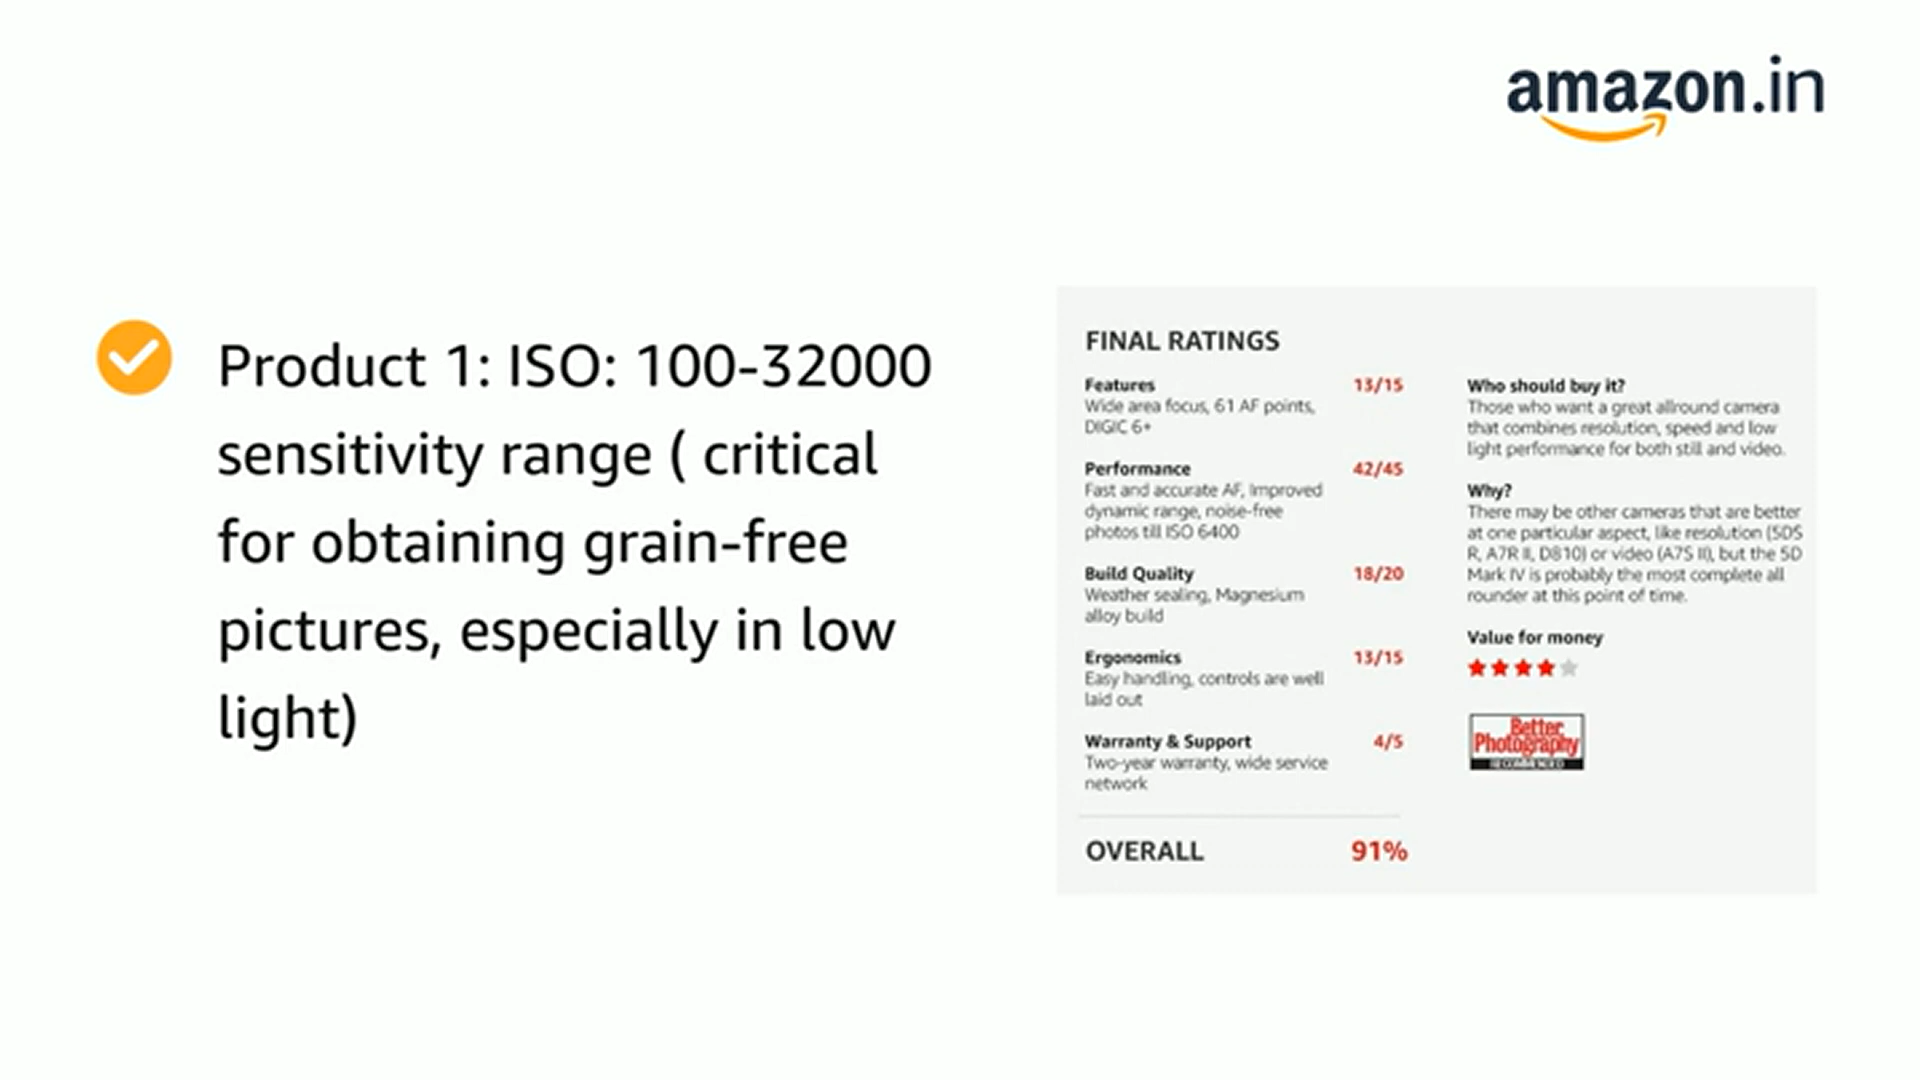 amazon.in
Product 1: ISO: 100-32000
sensitivity range ( critical
for obtaining grain-free
pictures, especially in low
light)
FINAL RATINGS
Features 13/15
Wide area focus, 61 AF points,
DIGIC 6+
Performance 42/45
Fast and accurate AF, Improved
dynamic range, noise-free
photos till ISO 6400
Build Quality 18/20
Weather sealing, Magnesium
alloy build
Ergonomics 13/15
Easy handling, controls are well
laid out
Warranty & Support 4/5
Two-year warranty, wide service
network
OVERALL 91%
Who should buy it?
Those who want a great allround camera
that combines resolution, speed and low
light performance for both still and video.
Why?
There may be other cameras that are better
at one particular aspect, like resolution (5DS
R, A7R II, D810) or video (A7S II), but the 5D
Mark IV is probably the most complete all
rounder at this point of time.
Value for money
Better
Photography
RECOMMENDED